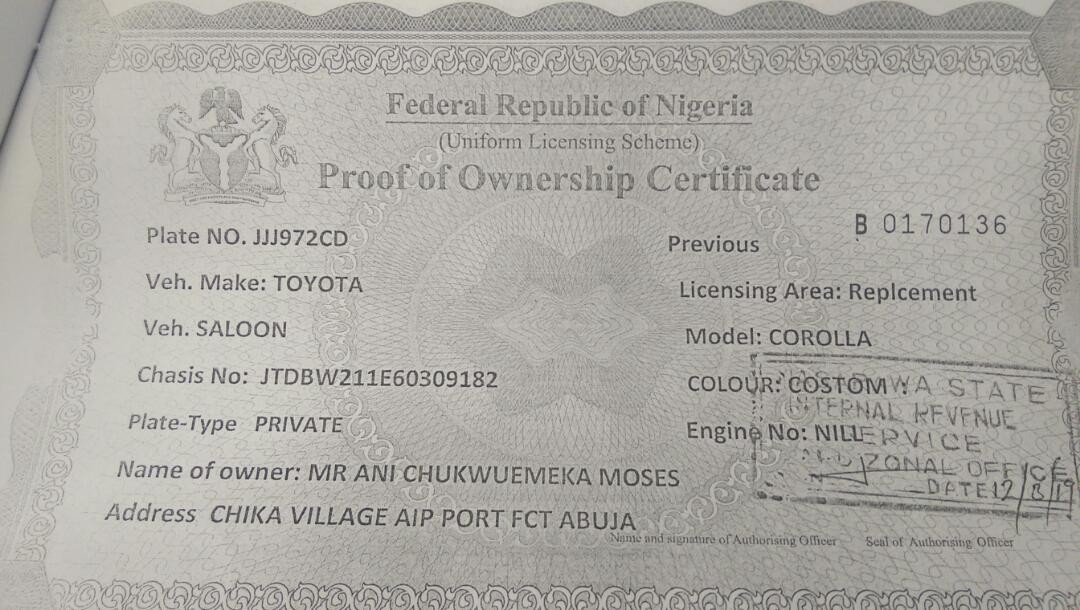 Federal Republic of Nigeria
(Uniform Licensing Scheme)
Proof of Ownership Certificate
B 0170136
Plate NO. JJJ972CD
Previous
Veh. Make: TOYOTA
Licensing Area: Replcement
Veh. SALOON
Model: COROLLA
Chasis No: JTDBW211E60309182
COLOUR: COSTOM
WA STATE
INTERNAL REVENUE
Plate-Type PRIVATE
Engine No: NILL
ERVICE
ZONAL OFFICE
DATE 12/8/19
Name of owner: MR ANI CHUKWUEMEKA MOSES
Address CHIKA VILLAGE AIP PORT FCT ABUJA
Name and signature of Authorising Officer
Seal of Authorising Officer